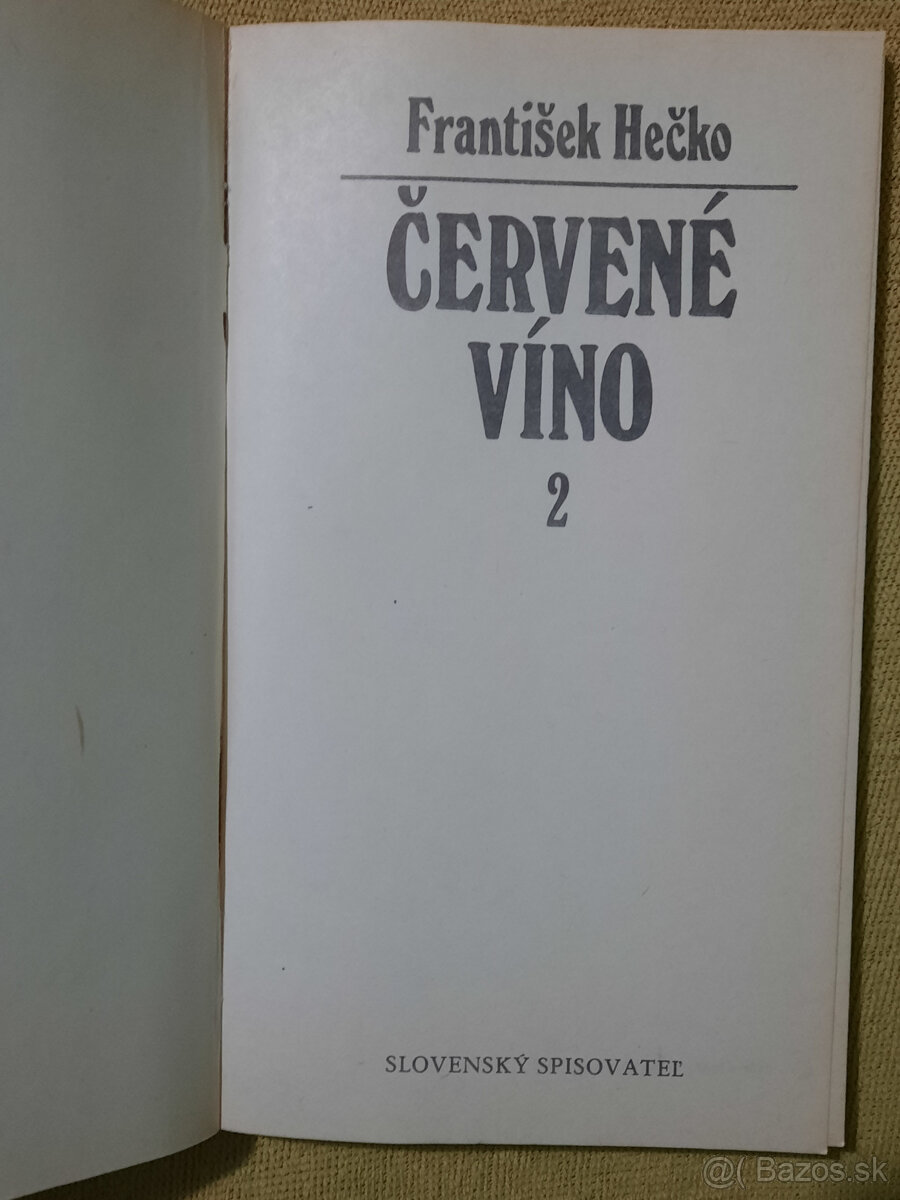 František Hečko
ČERVENÉ
VÍNO
2
SLOVENSKÝ SPISOVATEĽ
@( Bazos.sk